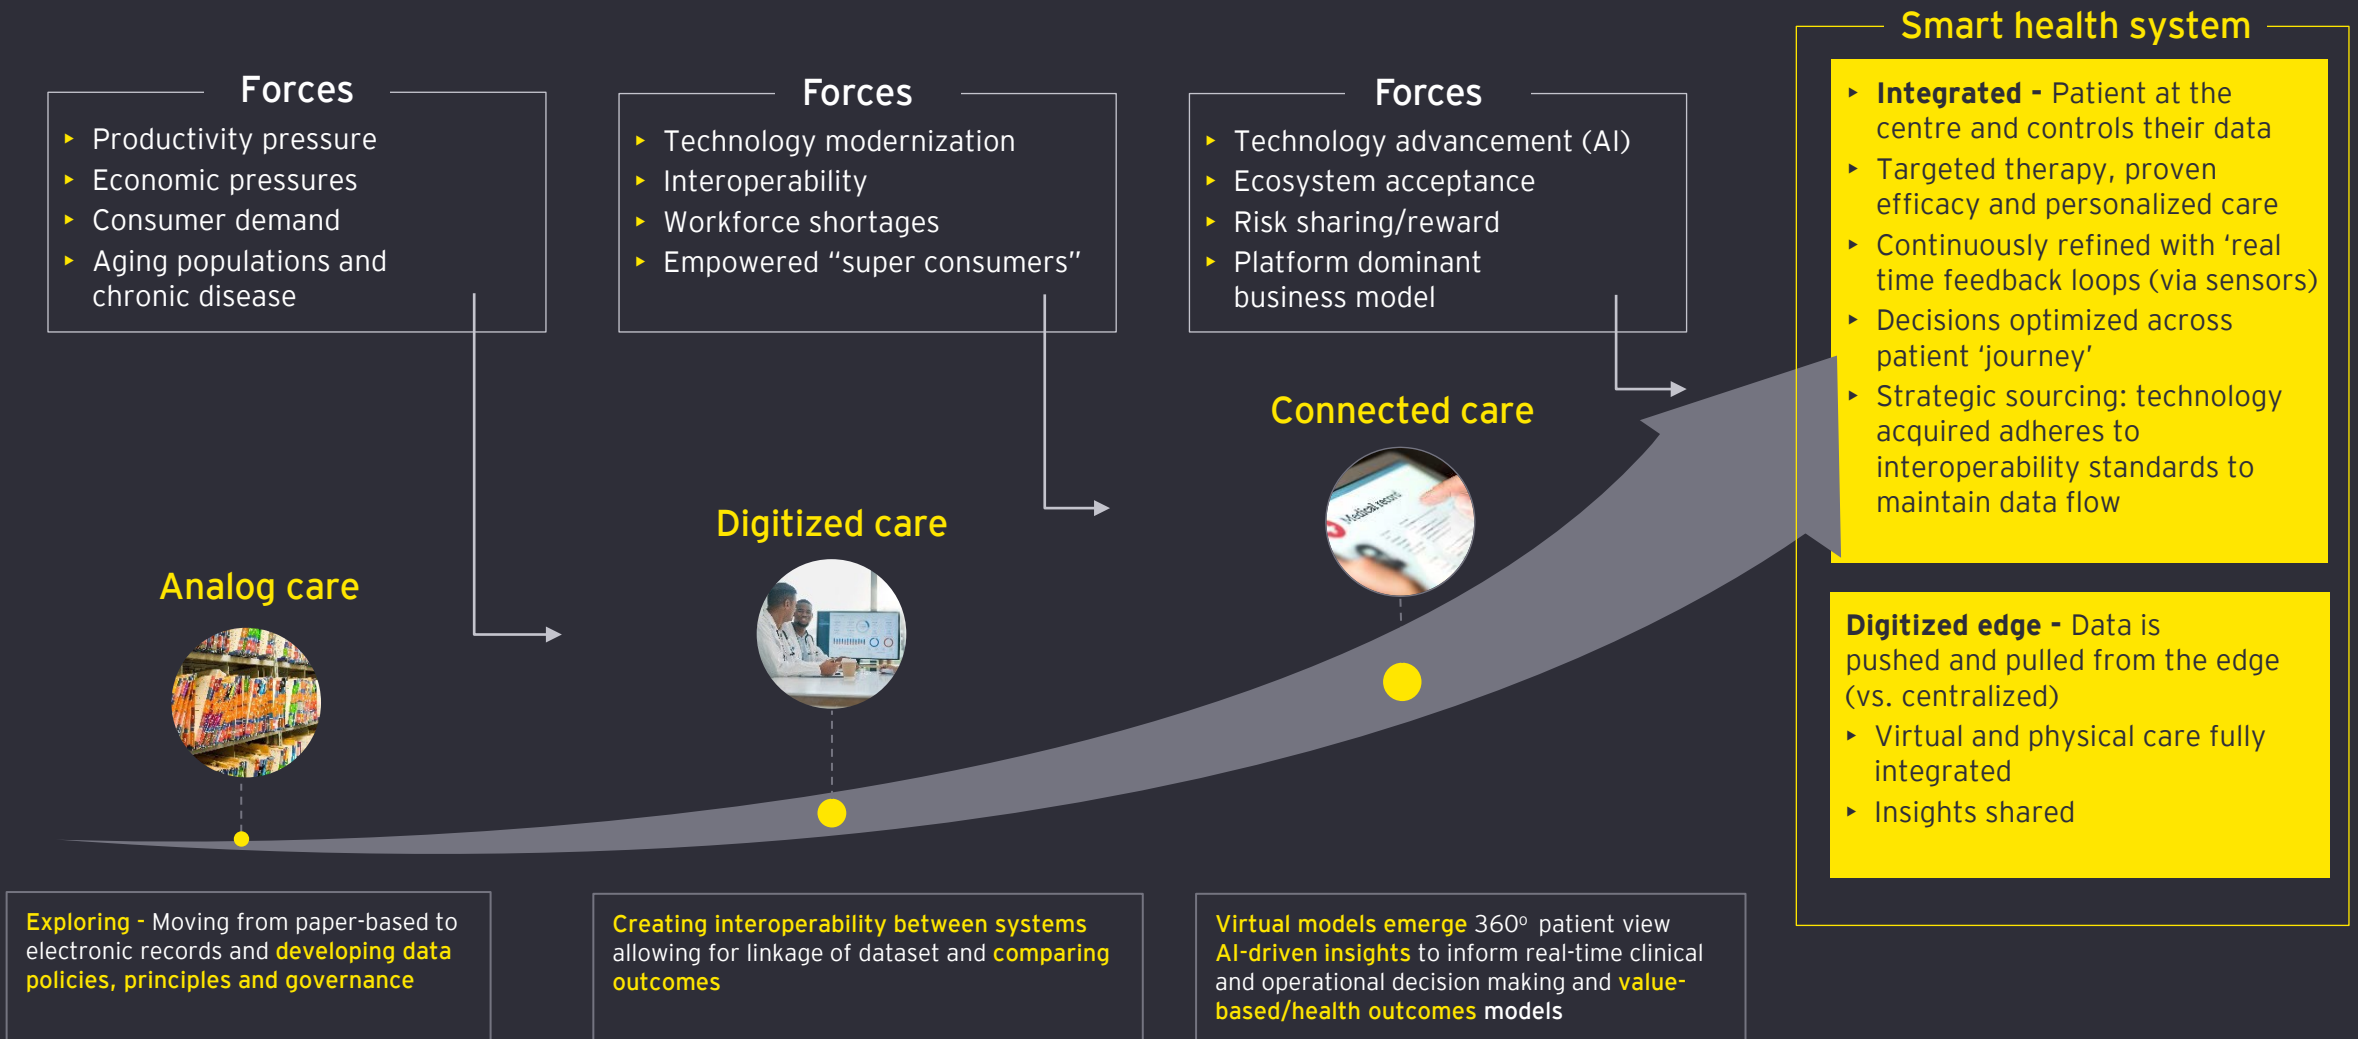 Forces
▸ Productivity pressure
▸ Economic pressures
▸ Consumer demand
▸ Aging populations and
chronic disease
Forces
▸ Technology modernization
▸ Interoperability
▸ Workforce shortages
▸ Empowered “super consumers”
Forces
▸ Technology advancement (AI)
▸ Ecosystem acceptance
▸ Risk sharing/reward
▸ Platform dominant
business model
Smart health system
▸ Integrated - Patient at the
centre and controls their data
▸ Targeted therapy, proven
efficacy and personalized care
▸ Continuously refined with ‘real
time feedback loops (via sensors)
▸ Decisions optimized across
patient ‘journey’
▸ Strategic sourcing: technology
acquired adheres to
interoperability standards to
maintain data flow
Digitized edge - Data is
pushed and pulled from the edge
(vs. centralized)
▸ Virtual and physical care fully
integrated
▸ Insights shared
Analog care
Digitized care
Connected care
Medical record
Exploring - Moving from paper-based to
electronic records and developing data
policies, principles and governance
Creating interoperability between systems
allowing for linkage of dataset and comparing
outcomes
Virtual models emerge 360º patient view
AI-driven insights to inform real-time clinical
and operational decision making and value-
based/health outcomes models